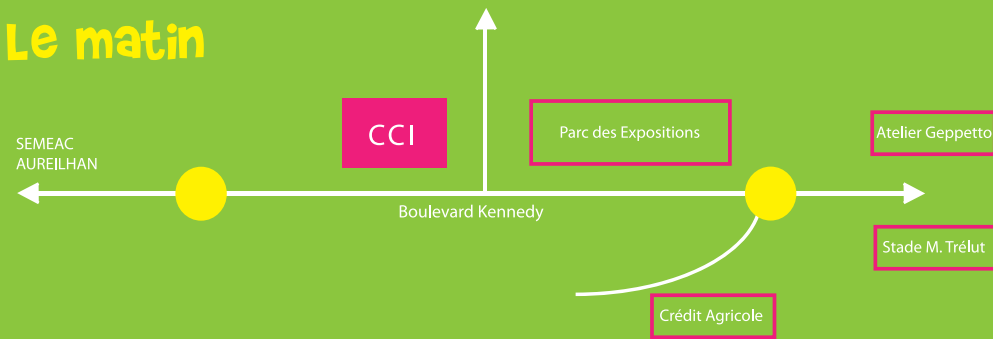 Le matin
CCI
Parc des Expositions
Atelier Geppetto
SEMEAC
AUREILHAN
Boulevard Kennedy
Stade M. Trélut
Crédit Agricole